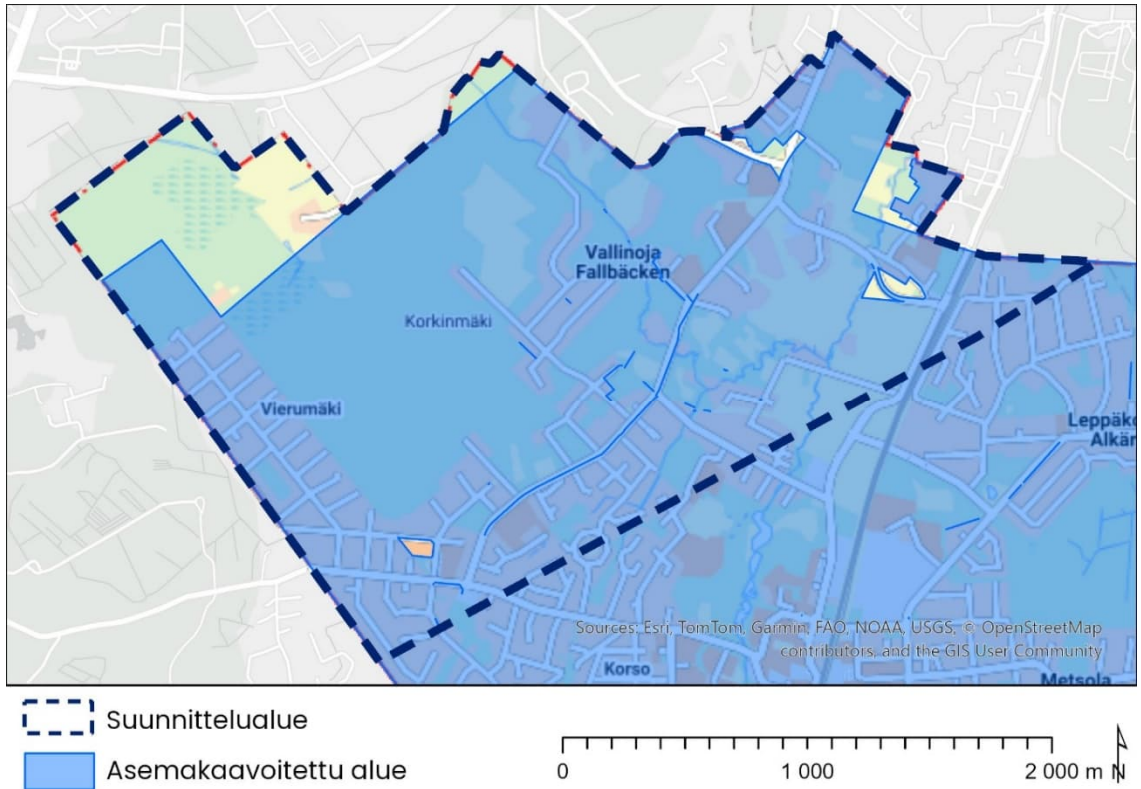 Vallinoja
Fallbäcken
Korkinmäki
Vierumäki
Leppäk
Alkär
Sources: Esri, TomTom, Garmin, FAO, NOAA, USGS, © OpenStreetMap
contributors, and the GIS User Community
Korso
Metsola
Suunnittelualue
Asemakaavoitettu alue
0 1 000 2 000 m N